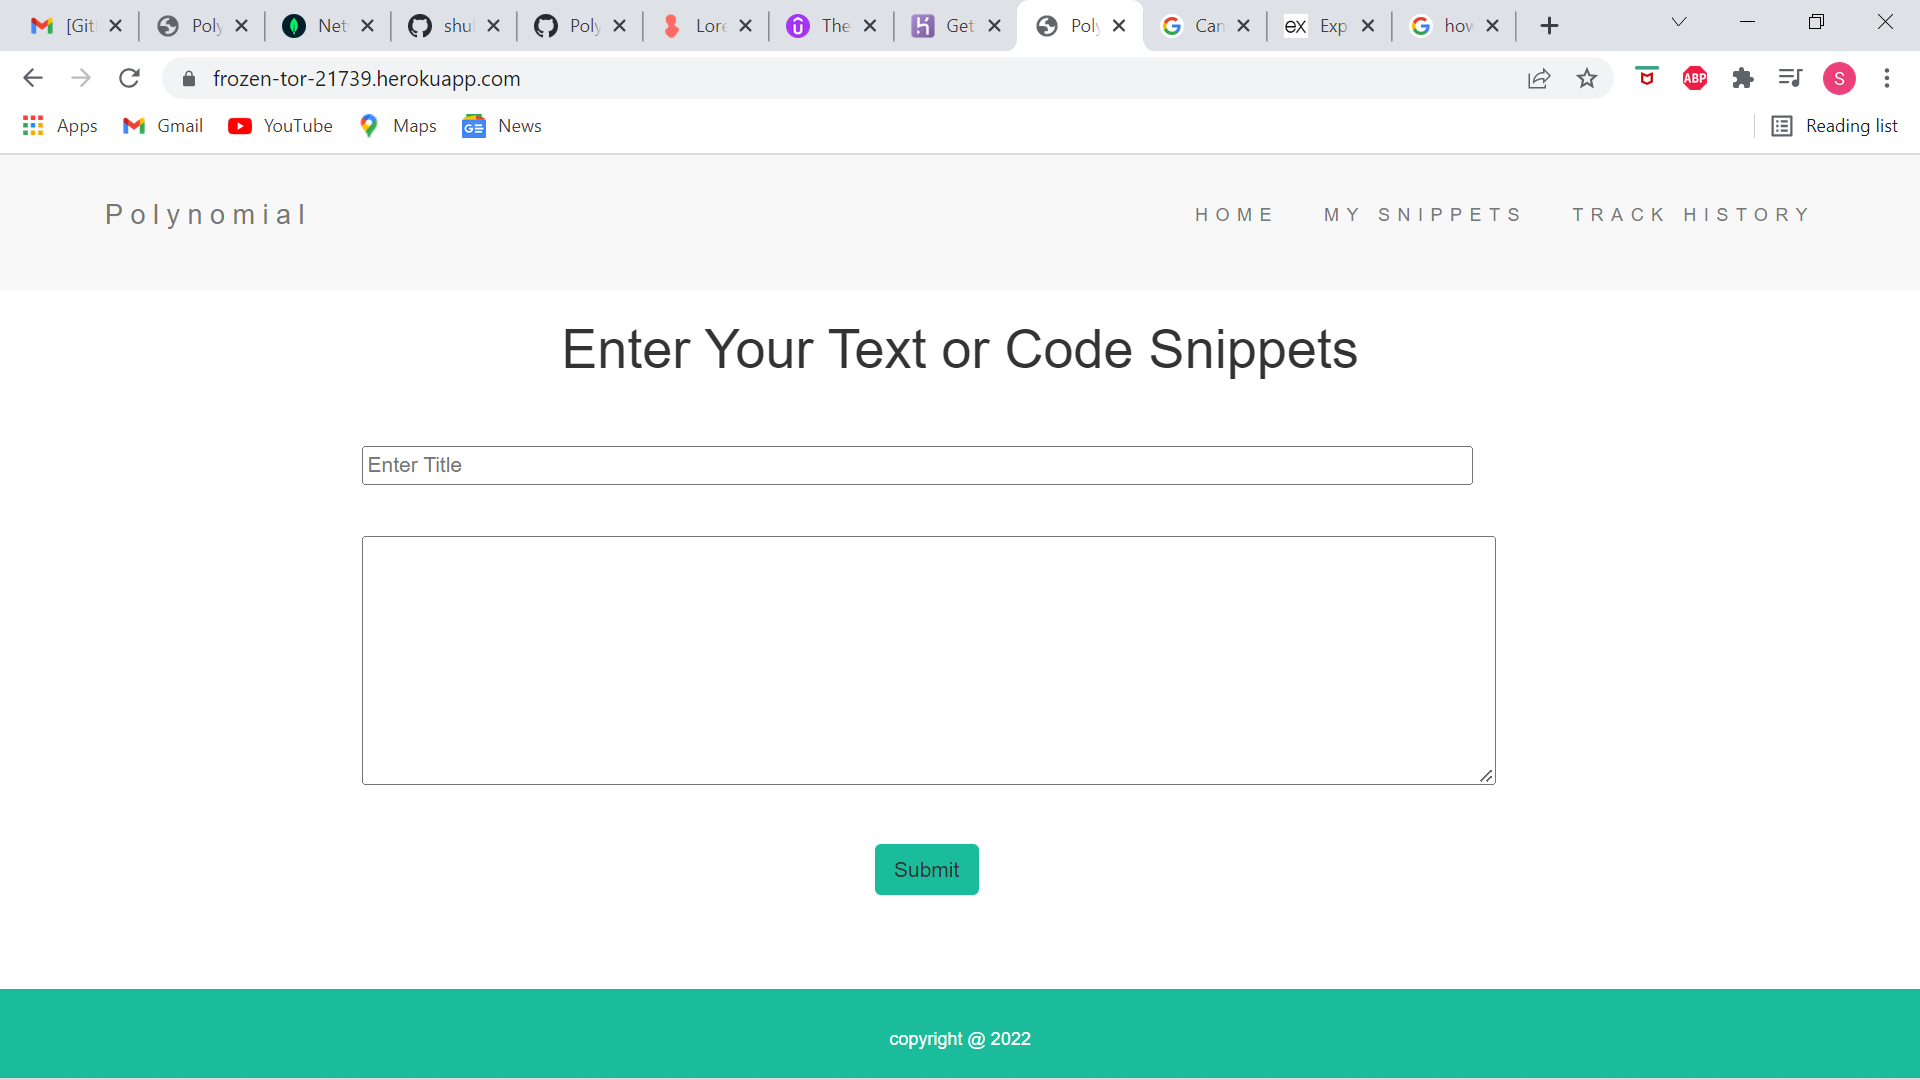 [Git Poly Net shul Poly Lore The Get Poly Can ex Exp how
frozen-tor-21739.herokuapp.com ABP S
Apps Gmail YouTube Maps News Reading list
Polynomial HOME MY SNIPPETS TRACK HISTORY
Enter Your Text or Code Snippets
Enter Title
Submit
copyright @ 2022